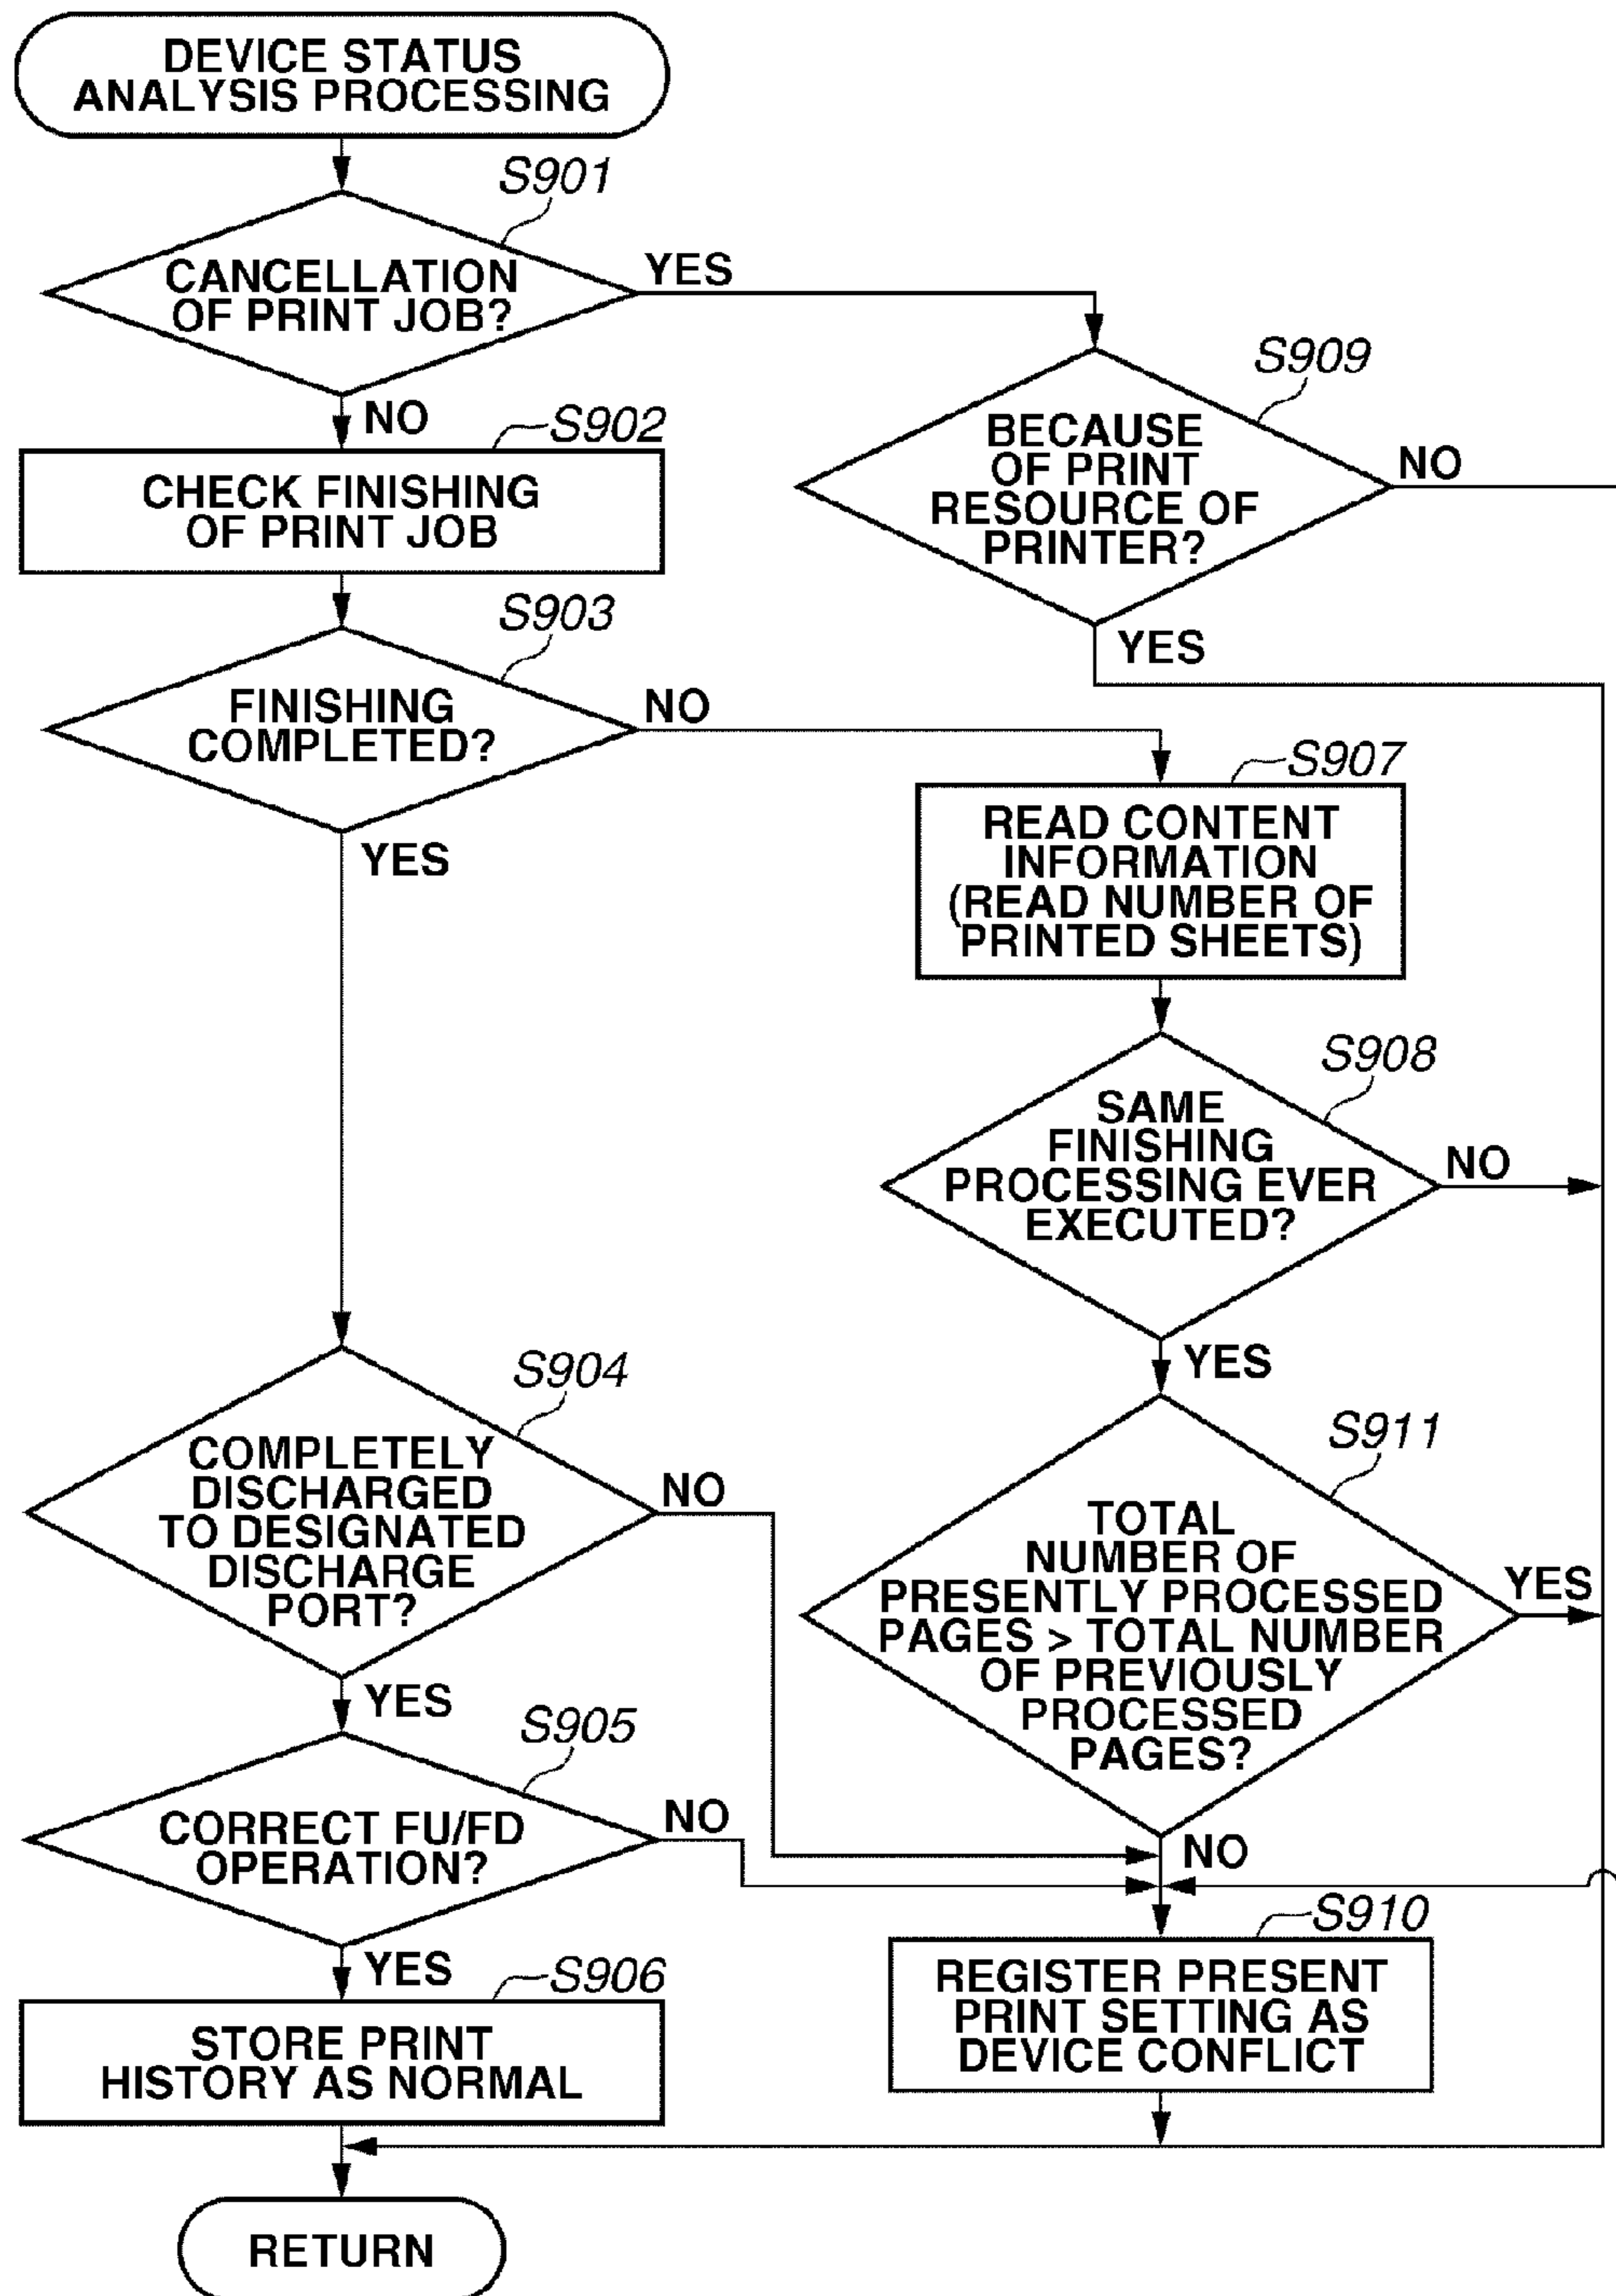 DEVICE STATUS
ANALYSIS PROCESSING
S901
CANCELLATION
OF PRINT JOB?
YES
NO
S909
BECAUSE
OF PRINT
RESOURCE OF
PRINTER?
NO
YES
S902
CHECK FINISHING
OF PRINT JOB
S903
FINISHING
COMPLETED?
NO
YES
S907
READ CONTENT
INFORMATION
(READ NUMBER OF
PRINTED SHEETS)
S908
SAME
FINISHING
PROCESSING EVER
EXECUTED?
NO
YES
S904
COMPLETELY
DISCHARGED
TO DESIGNATED
DISCHARGE
PORT?
NO
YES
S911
TOTAL
NUMBER OF
PRESENTLY PROCESSED
PAGES > TOTAL NUMBER
OF PREVIOUSLY
PROCESSED
PAGES?
YES
NO
S905
CORRECT FU/FD
OPERATION?
NO
YES
S906
STORE PRINT
HISTORY AS NORMAL
S910
REGISTER PRESENT
PRINT SETTING AS
DEVICE CONFLICT
RETURN